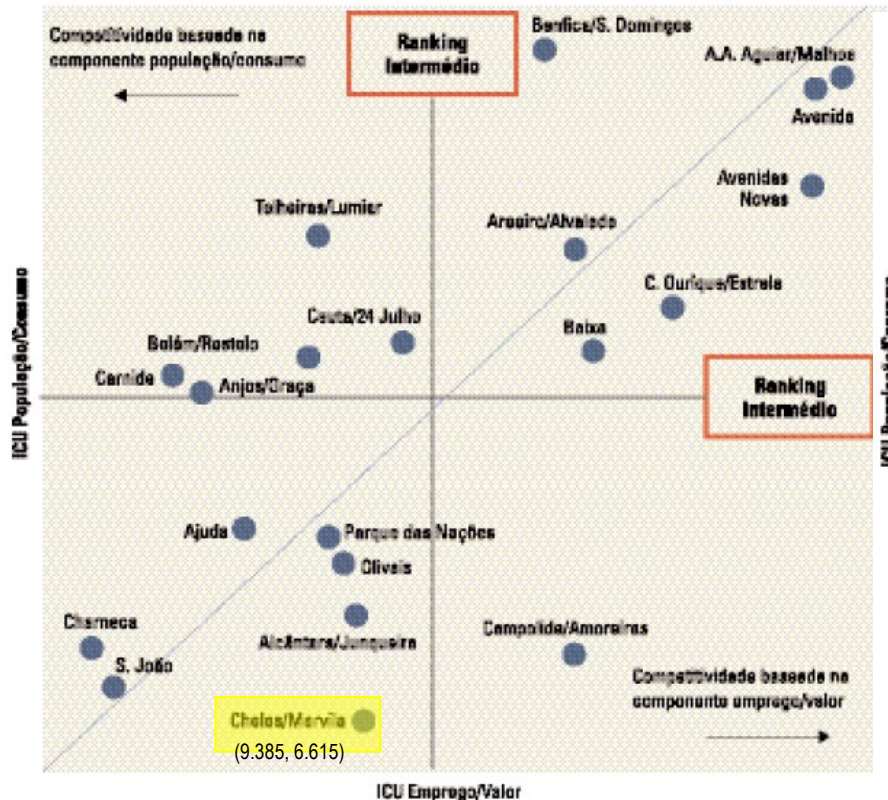 Competitividade baseada na
componente população/consumo
Ranking
Intermédio
Benfica/S. Domingos
A.A. Aguiar/Malhoa
Avenida
Avenidas
Novas
Telheiras/Lumiar
Areeiro/Alvalade
C. Ourique/Estrela
Ceuta/24 Julho
Baixa
Belém/Restelo
Carnide
Anjos/Graça
Ranking
Intermédio
ICU População/Consumo
ICU População/Consumo
Ajuda
Parque das Nações
Olivais
Charneca
Alcântara/Junqueira
Campolide/Amoreiras
S. João
Competitividade baseada na
componente emprego/valor
Chelas/Marvila
(9.385, 6.615)
ICU Emprego/Valor